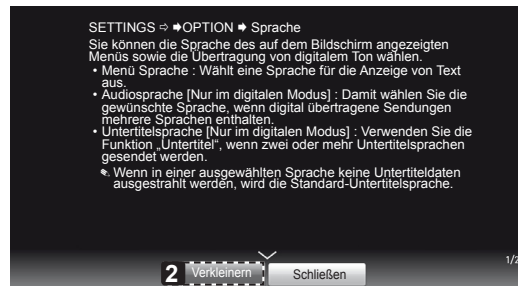 SETTINGS ⇨ ➧OPTION ➧ Sprache
Sie können die Sprache des auf dem Bildschirm angezeigten
Menüs sowie die Übertragung von digitalem Ton wählen.
• Menü Sprache : Wählt eine Sprache für die Anzeige von Text
aus.
• Audiosprache [Nur im digitalen Modus] : Damit wählen Sie die
gewünschte Sprache, wenn digital übertragene Sendungen
mehrere Sprachen enthalten.
• Untertitelsprache [Nur im digitalen Modus] : Verwenden Sie die
Funktion „Untertitel“, wenn zwei oder mehr Untertitelsprachen
gesendet werden.
✎ Wenn in einer ausgewählten Sprache keine Untertiteldaten
ausgestrahlt werden, wird die Standard-Untertitelsprache.
1/2
2 Verkleinern Schließen